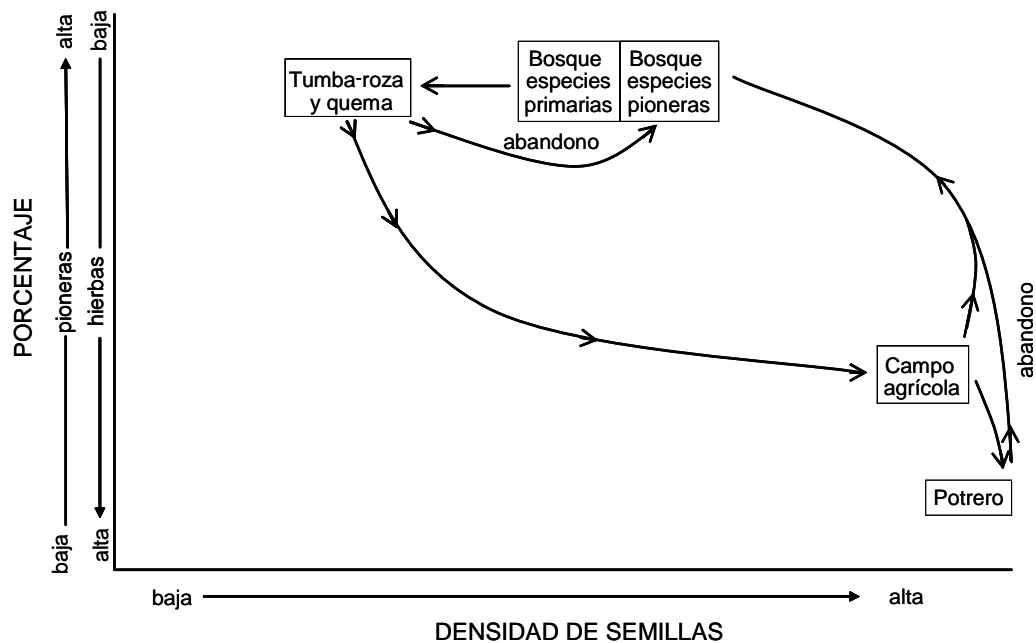 alta
baja
Tumba-roza
y quema
Bosque
especies
primarias
Bosque
especies
pioneras
abandono
PORCENTAJE
pioneras
hierbas
Campo
agrícola
abandono
Potrero
baja
alta
baja
alta
DENSIDAD DE SEMILLAS